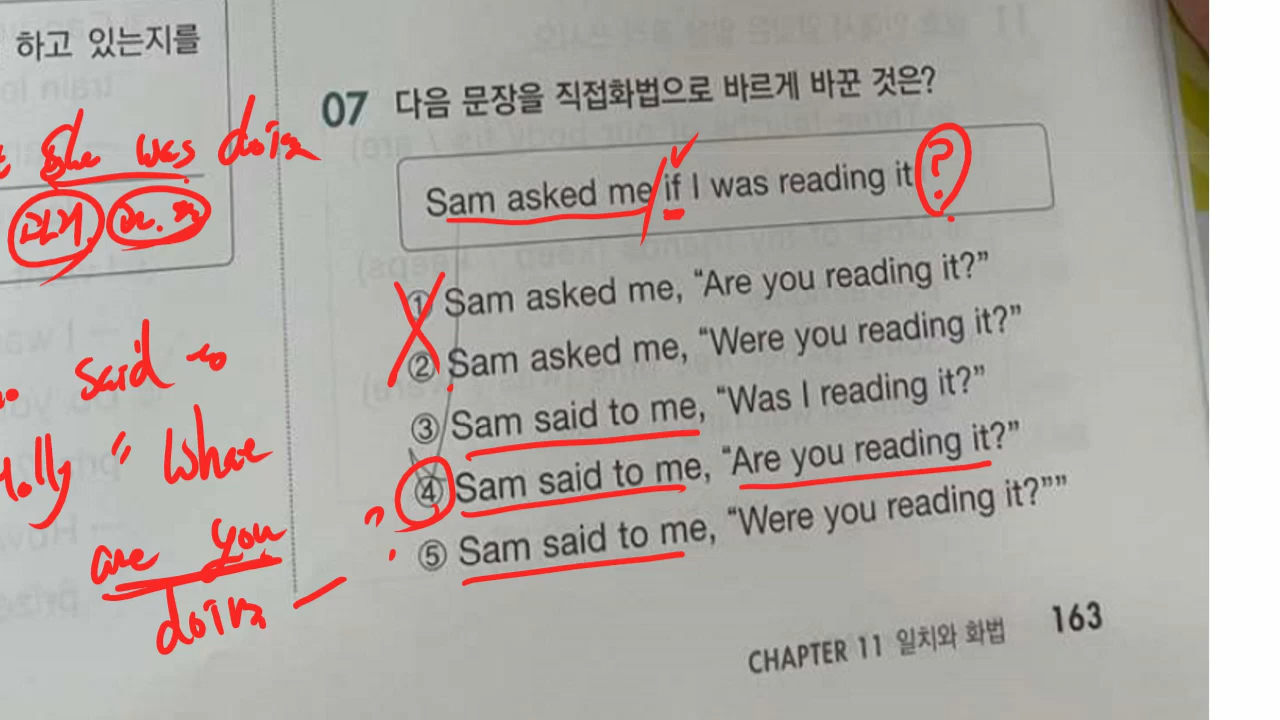 하고 있는지를
she was doing
과거
said to
"What
are you
doing
?
07 다음 문장을 직접화법으로 바르게 바꾼 것은?
Sam asked me if I was reading it ?
① Sam asked me, “Are you reading it?”
② Sam asked me, “Were you reading it?”
③ Sam said to me, “Was I reading it?”
④ Sam said to me, “Are you reading it?”
⑤ Sam said to me, “Were you reading it?””
CHAPTER 11 일치와 화법 163